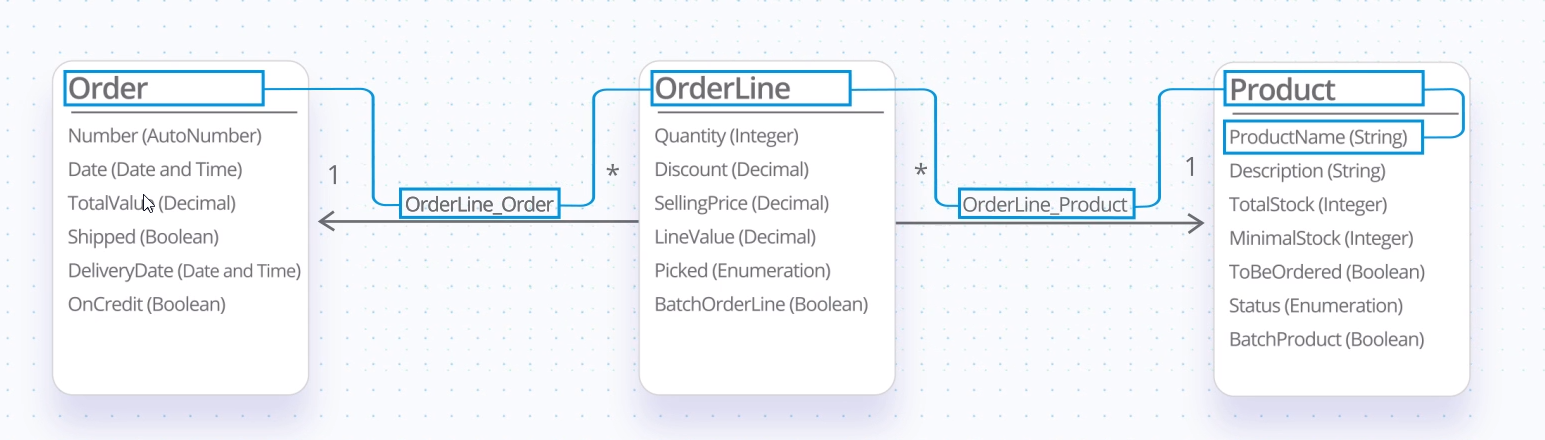 Order
Number (AutoNumber)
Date (Date and Time)
TotalValue (Decimal)
Shipped (Boolean)
DeliveryDate (Date and Time)
OnCredit (Boolean)
1
OrderLine_Order
*
OrderLine
Quantity (Integer)
Discount (Decimal)
SellingPrice (Decimal)
LineValue (Decimal)
Picked (Enumeration)
BatchOrderLine (Boolean)
*
OrderLine_Product
1
Product
ProductName (String)
Description (String)
TotalStock (Integer)
MinimalStock (Integer)
ToBeOrdered (Boolean)
Status (Enumeration)
BatchProduct (Boolean)